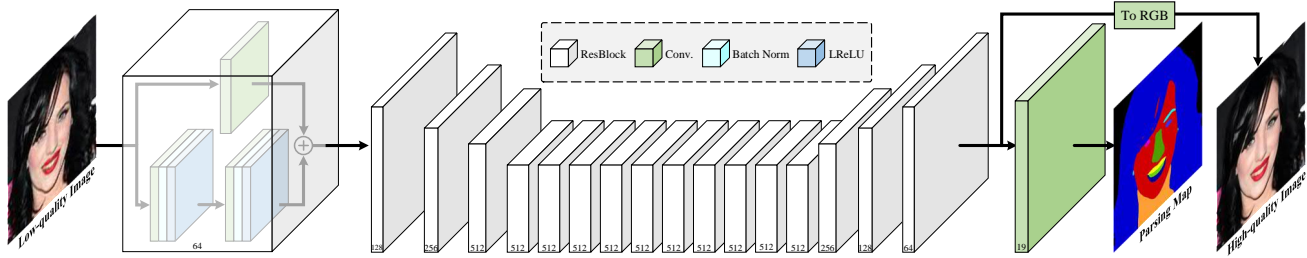 To RGB
ResBlock
Conv.
Batch Norm
LReLU
Low-quality Image
64
128
256
512
512
512
512
512
512
512
512
512
512
512
256
128
64
19
Parsing Map
High-quality Image